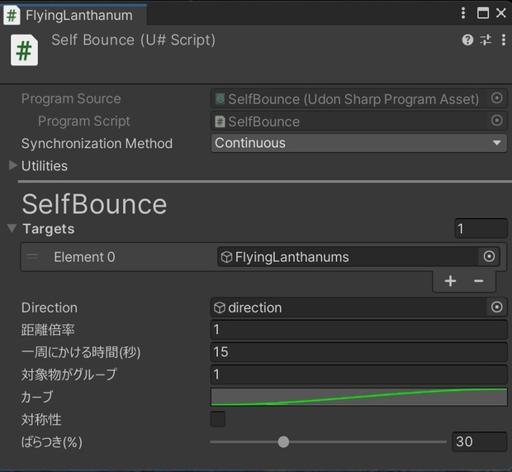 FlyingLanthanum
Self Bounce (U# Script)
Program Source
SelfBounce (Udon Sharp Program Asset)
Program Script
SelfBounce
Synchronization Method
Continuous
Utilities
SelfBounce
Targets
1
Element 0
FlyingLanthanums
+ −
Direction
direction
距離倍率
1
一周にかける時間(秒)
15
対象物がグループ
1
カーブ
対称性
ばらつき(%)
30